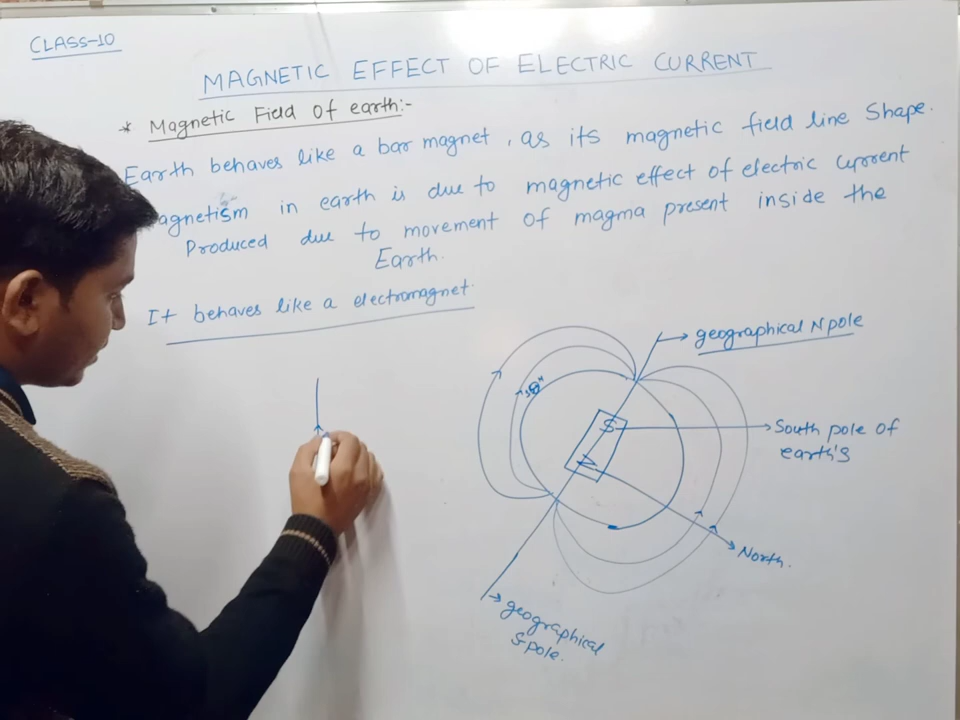 CLASS-10
MAGNETIC EFFECT OF ELECTRIC CURRENT
* Magnetic Field Of earth:-
Earth behaves like a bar magnet, as its magnetic field line Shape.
agnetism in earth is due to magnetic effect of electric current
Produced due to movement of magma present inside the
Earth.
It behaves like a electromagnet.
geographical N pole
S
South pole of
earth's
N
North.
geographical
S pole.